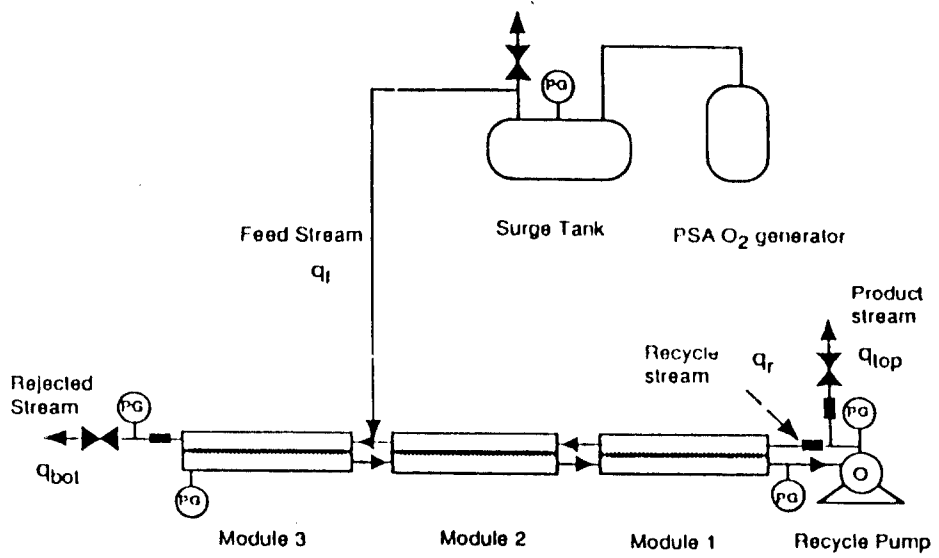 PG
Surge Tank
PSA O2 generator
Feed Stream
qf
Product
stream
qtop
Recycle
stream
qr
Rejected
Stream
PG
PG
qbot
PG
PG
O
Module 3
Module 2
Module 1
Recycle Pump